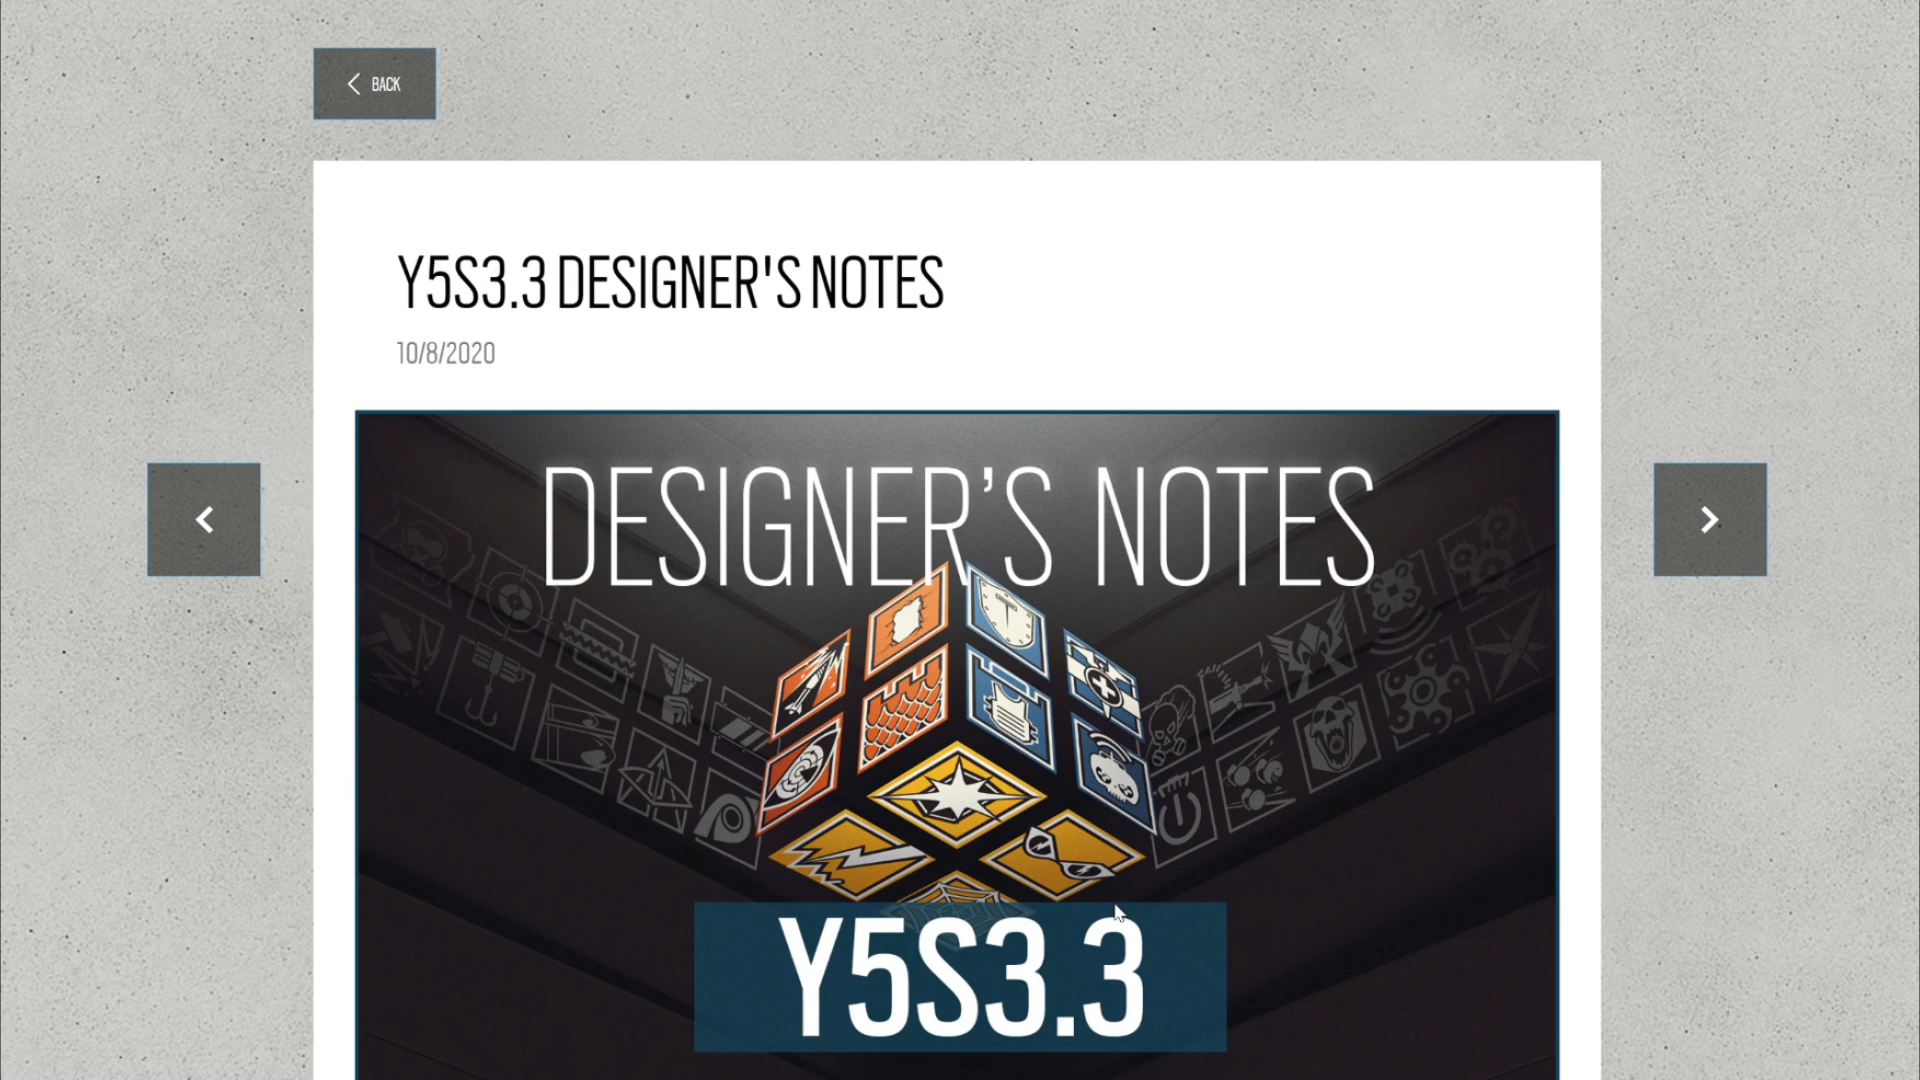 BACK
Y5S3.3 DESIGNER'S NOTES
10/8/2020
DESIGNER’S NOTES
Y5S3.3